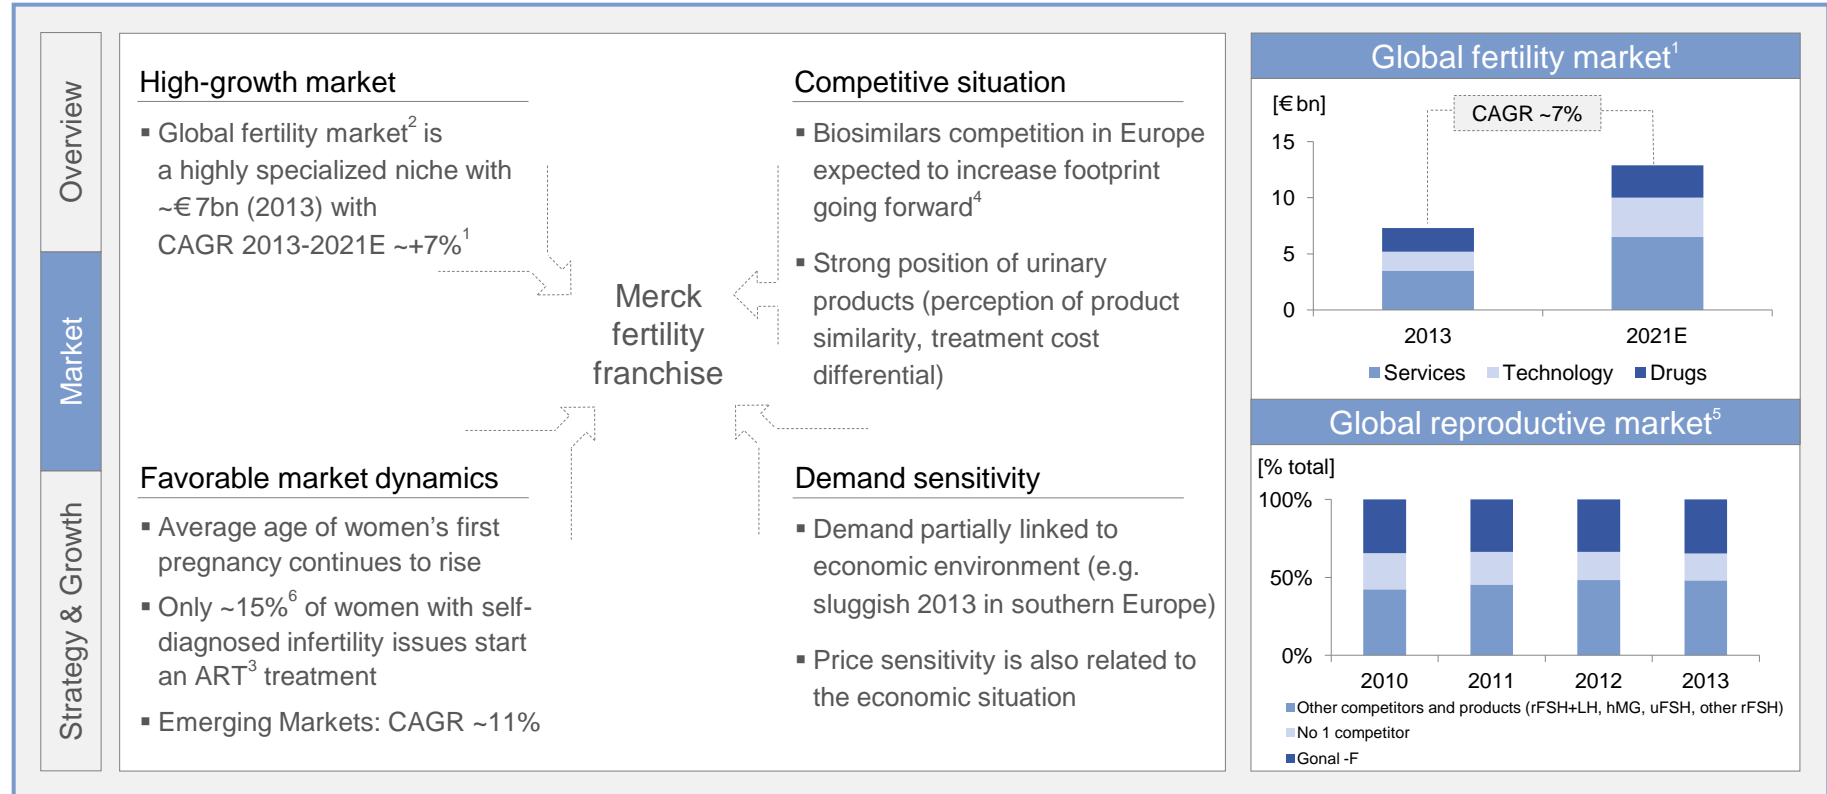 Overview
Market
Strategy & Growth
High-growth market
▪ Global fertility market2 is
a highly specialized niche with
~€7bn (2013) with
CAGR 2013-2021E ~+7%1
Competitive situation
▪ Biosimilars competition in Europe
expected to increase footprint
going forward4
▪ Strong position of urinary
products (perception of product
similarity, treatment cost
differential)
Merck
fertility
franchise
Favorable market dynamics
▪ Average age of women’s first
pregnancy continues to rise
▪ Only ~15%6 of women with self-
diagnosed infertility issues start
an ART3 treatment
▪ Emerging Markets: CAGR ~11%
Demand sensitivity
▪ Demand partially linked to
economic environment (e.g.
sluggish 2013 in southern Europe)
▪ Price sensitivity is also related to
the economic situation
Global fertility market1
[€bn]
CAGR ~7%
15
10
5
0
2013 2021E
Services Technology Drugs
Global reproductive market5
[% total]
100%
50%
0%
2010 2011 2012 2013
Other competitors and products (rFSH+LH, hMG, uFSH, other rFSH)
No 1 competitor
Gonal -F